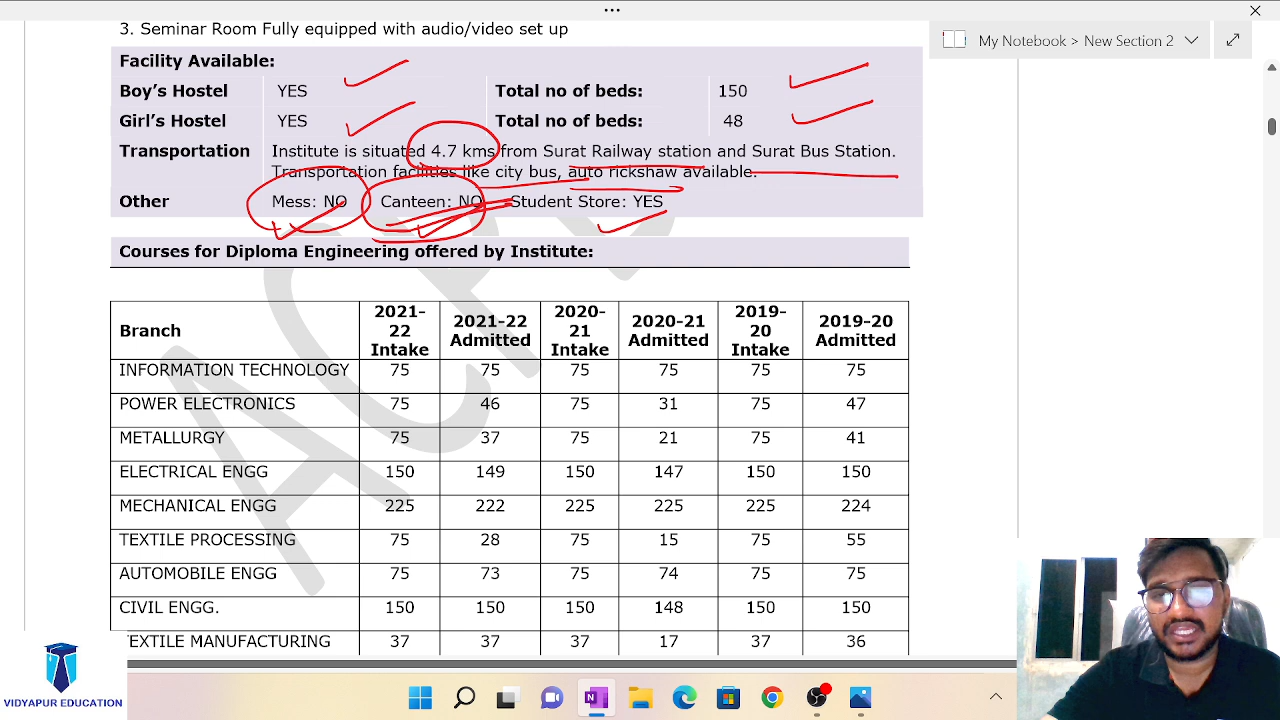 3. Seminar Room Fully equipped with audio/video set up
My Notebook > New Section 2
Facility Available:
Boy's Hostel YES Total no of beds: 150
Girl's Hostel YES Total no of beds: 48
Transportation Institute is situated 4.7 kms from Surat Railway station and Surat Bus Station.
Transportation facilities like city bus, auto rickshaw available.
Other Mess: NO Canteen: NO Student Store: YES
Courses for Diploma Engineering offered by Institute:
Branch 2021-22 Intake 2021-22 Admitted 2020-21 Intake 2020-21 Admitted 2019-20 Intake 2019-20 Admitted
INFORMATION TECHNOLOGY 75 75 75 75 75 75
POWER ELECTRONICS 75 46 75 31 75 47
METALLURGY 75 37 75 21 75 41
ELECTRICAL ENGG 150 149 150 147 150 150
MECHANICAL ENGG 225 222 225 225 225 224
TEXTILE PROCESSING 75 28 75 15 75 55
AUTOMOBILE ENGG 75 73 75 74 75 75
CIVIL ENGG. 150 150 150 148 150 150
TEXTILE MANUFACTURING 37 37 37 17 37 36
VIDYAPUR EDUCATION